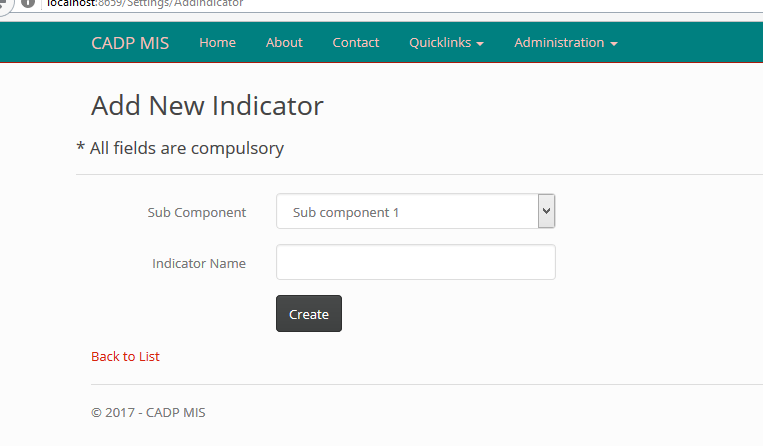 localhost:8659/Settings/AddIndicator
CADP MIS Home About Contact Quicklinks Administration
Add New Indicator
* All fields are compulsory
Sub Component Sub component 1
Indicator Name
Create
Back to List
© 2017 - CADP MIS